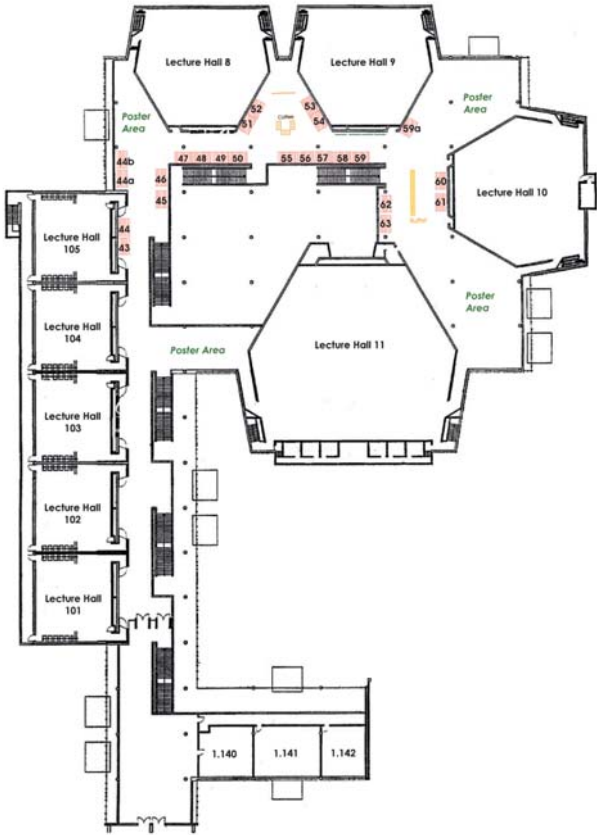 Lecture Hall 8
Lecture Hall 9
Poster
Area
52
51
53
54
59a
Poster
Area
44b
44a
46
45
47 48 49 50
55 56 57 58 59
60
61
62
63
Lecture Hall 10
44
43
Lecture Hall
105
Lecture Hall
104
Lecture Hall
103
Lecture Hall
102
Lecture Hall
101
Poster Area
Lecture Hall 11
Poster
Area
1.140
1.141
1.142